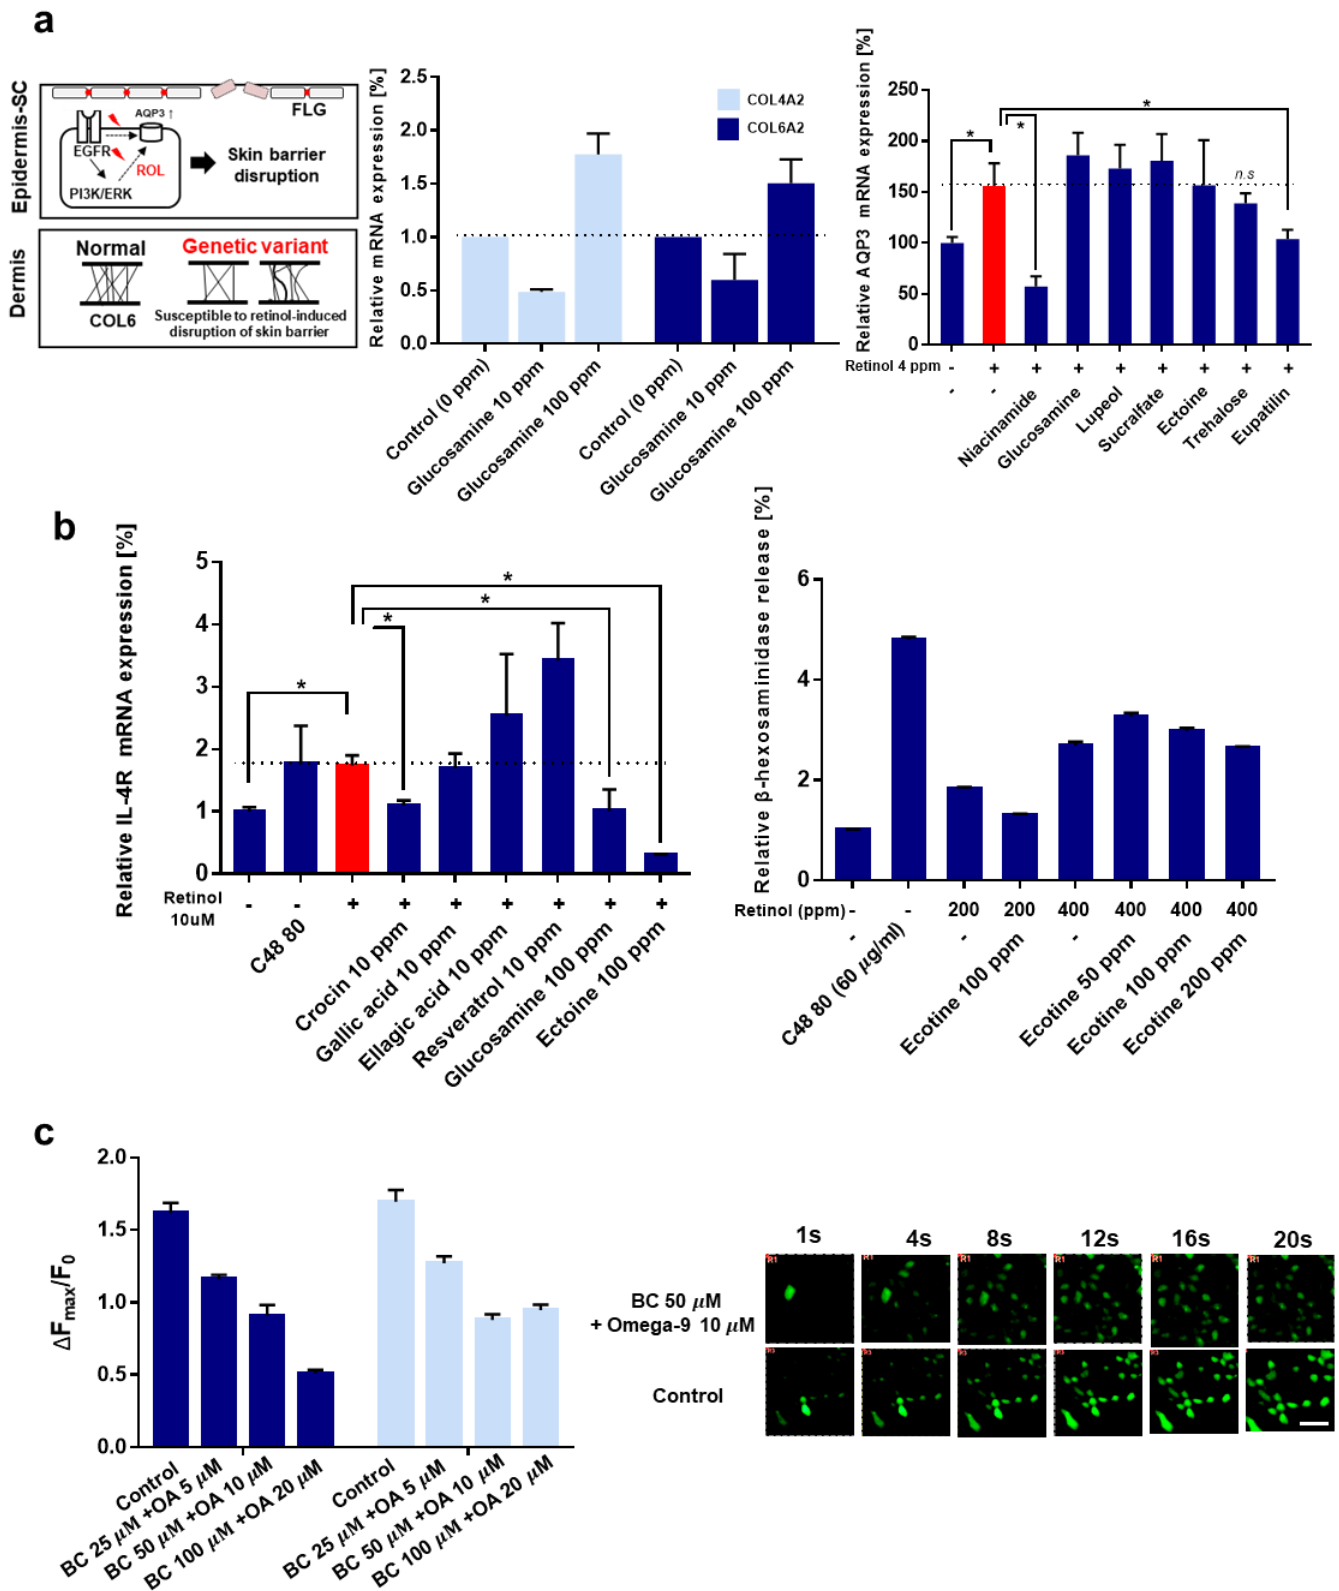 a
Epidermis-SC
FLG
AQP3 ↑
EGFR
ROL
PI3K/ERK
Skin barrier
disruption
Dermis
Normal
Genetic variant
COL6
Susceptible to retinol-induced
disruption of skin barrier
Relative mRNA expression [%]
2.5
2.0
1.5
1.0
0.5
0.0
COL4A2
COL6A2
Control (0 ppm)
Glucosamine 10 ppm
Glucosamine 100 ppm
Control (0 ppm)
Glucosamine 10 ppm
Glucosamine 100 ppm
Relative AQP3 mRNA expression [%]
250
200
150
100
50
0
*
*
*
n.s
Retinol 4 ppm - + + + + + + + +
-
-
Niacinamide
Glucosamine
Lupeol
Sucralfate
Ectoine
Trehalose
Eupatilin
b
Relative IL-4R mRNA expression [%]
5
4
3
2
1
0
*
*
*
*
Retinol
10uM
- - + + + + + + +
C48 80
Crocin 10 ppm
Gallic acid 10 ppm
Ellagic acid 10 ppm
Resveratrol 10 ppm
Glucosamine 100 ppm
Ectoine 100 ppm
Relative β-hexosaminidase release [%]
6
4
2
0
Retinol (ppm) - - 200 200 400 400 400 400
-
C48 80 (60 µg/ml)
-
Ecotine 100 ppm
-
Ecotine 50 ppm
Ecotine 100 ppm
Ecotine 200 ppm
c
ΔFmax/F0
2.0
1.5
1.0
0.5
0.0
Control
BC 25 µM +OA 5 µM
BC 50 µM +OA 10 µM
BC 100 µM +OA 20 µM
Control
BC 25 µM +OA 5 µM
BC 50 µM +OA 10 µM
BC 100 µM +OA 20 µM
1s 4s 8s 12s 16s 20s
BC 50 µM
+ Omega-9 10 µM
R1 R1 R1 R1 R1
Control
R3